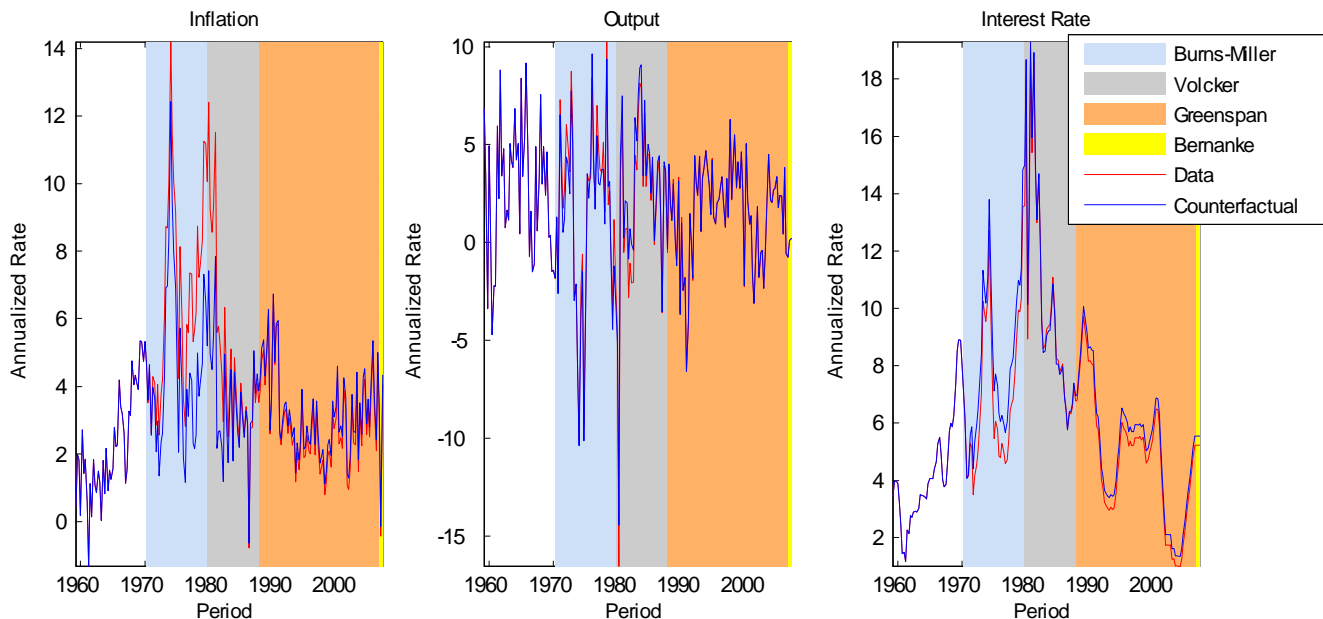 Inflation
Output
Interest Rate
Annualized Rate
14
12
10
8
6
4
2
0
1960 1970 1980 1990 2000
Period
Annualized Rate
10
5
0
-5
-10
-15
1960 1970 1980 1990 2000
Period
Annualized Rate
18
16
14
12
10
8
6
4
2
1960 1970 1980 1990 2000
Period
Burns-Miller
Volcker
Greenspan
Bernanke
Data
Counterfactual